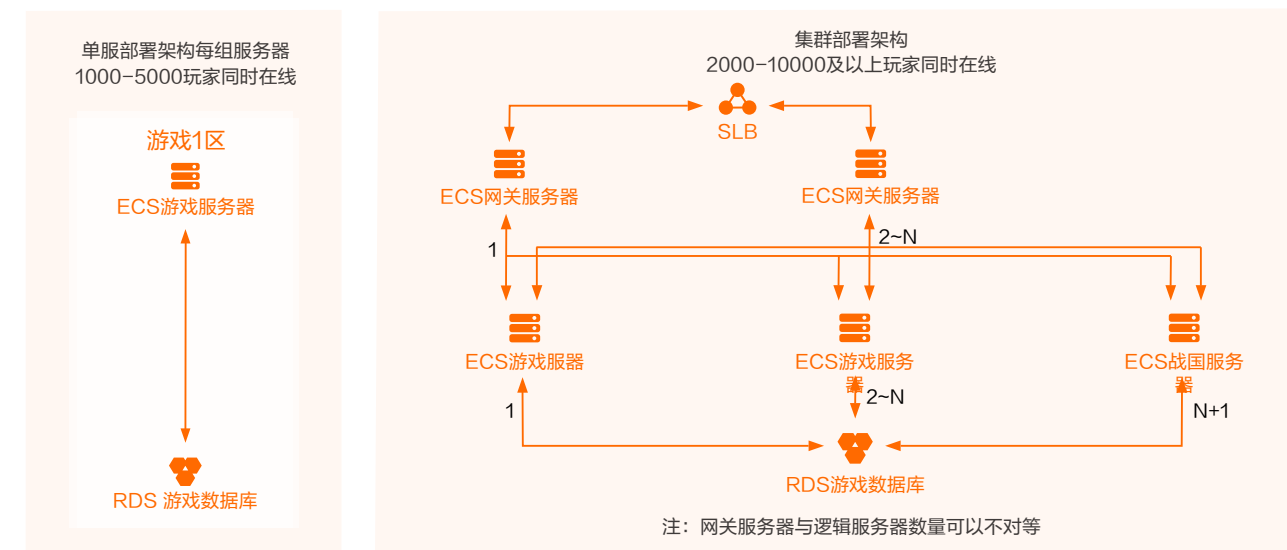 单服部署架构每组服务器
1000-5000玩家同时在线
游戏1区
ECS游戏服务器
RDS 游戏数据库
集群部署架构
2000-10000及以上玩家同时在线
SLB
ECS网关服务器
ECS网关服务器
1
2~N
ECS游戏服器
ECS游戏服务
器
ECS战国服务
器
1
2~N
N+1
RDS游戏数据库
注：网关服务器与逻辑服务器数量可以不对等